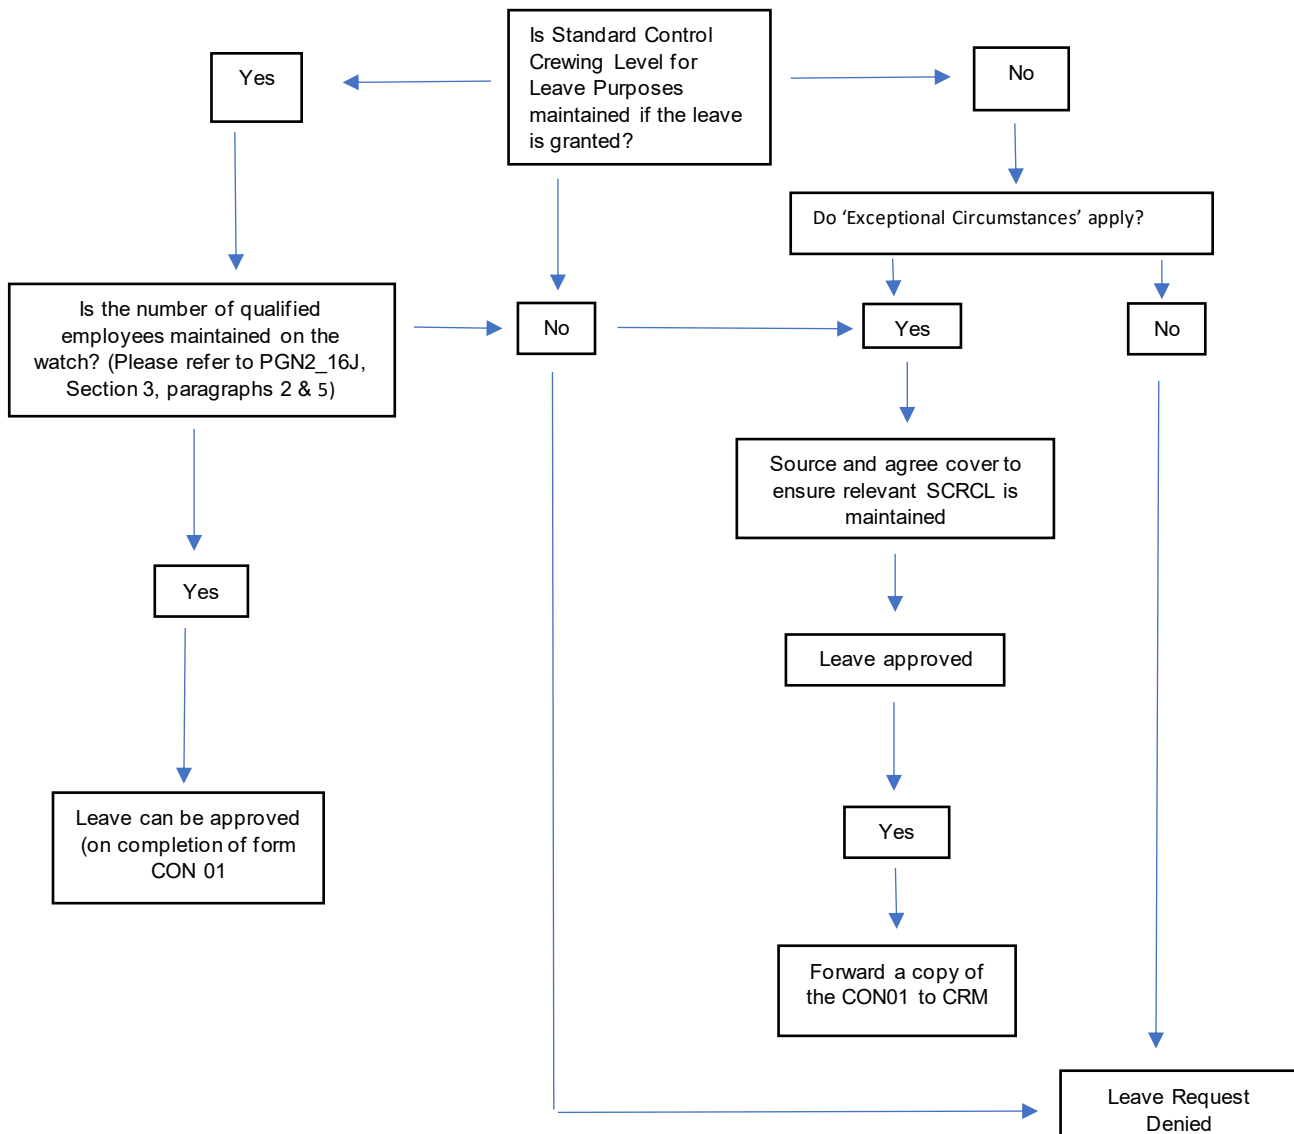 Is Standard Control
Crewing Level for
Leave Purposes
maintained if the leave
is granted?
Yes
No
Do ‘Exceptional Circumstances’ apply?
Is the number of qualified
employees maintained on the
watch? (Please refer to PGN2_16J,
Section 3, paragraphs 2 & 5)
No
Yes
No
Source and agree cover to
ensure relevant SCRCL is
maintained
Yes
Leave approved
Leave can be approved
(on completion of form
CON 01
Yes
Forward a copy of
the CON01 to CRM
Leave Request
Denied